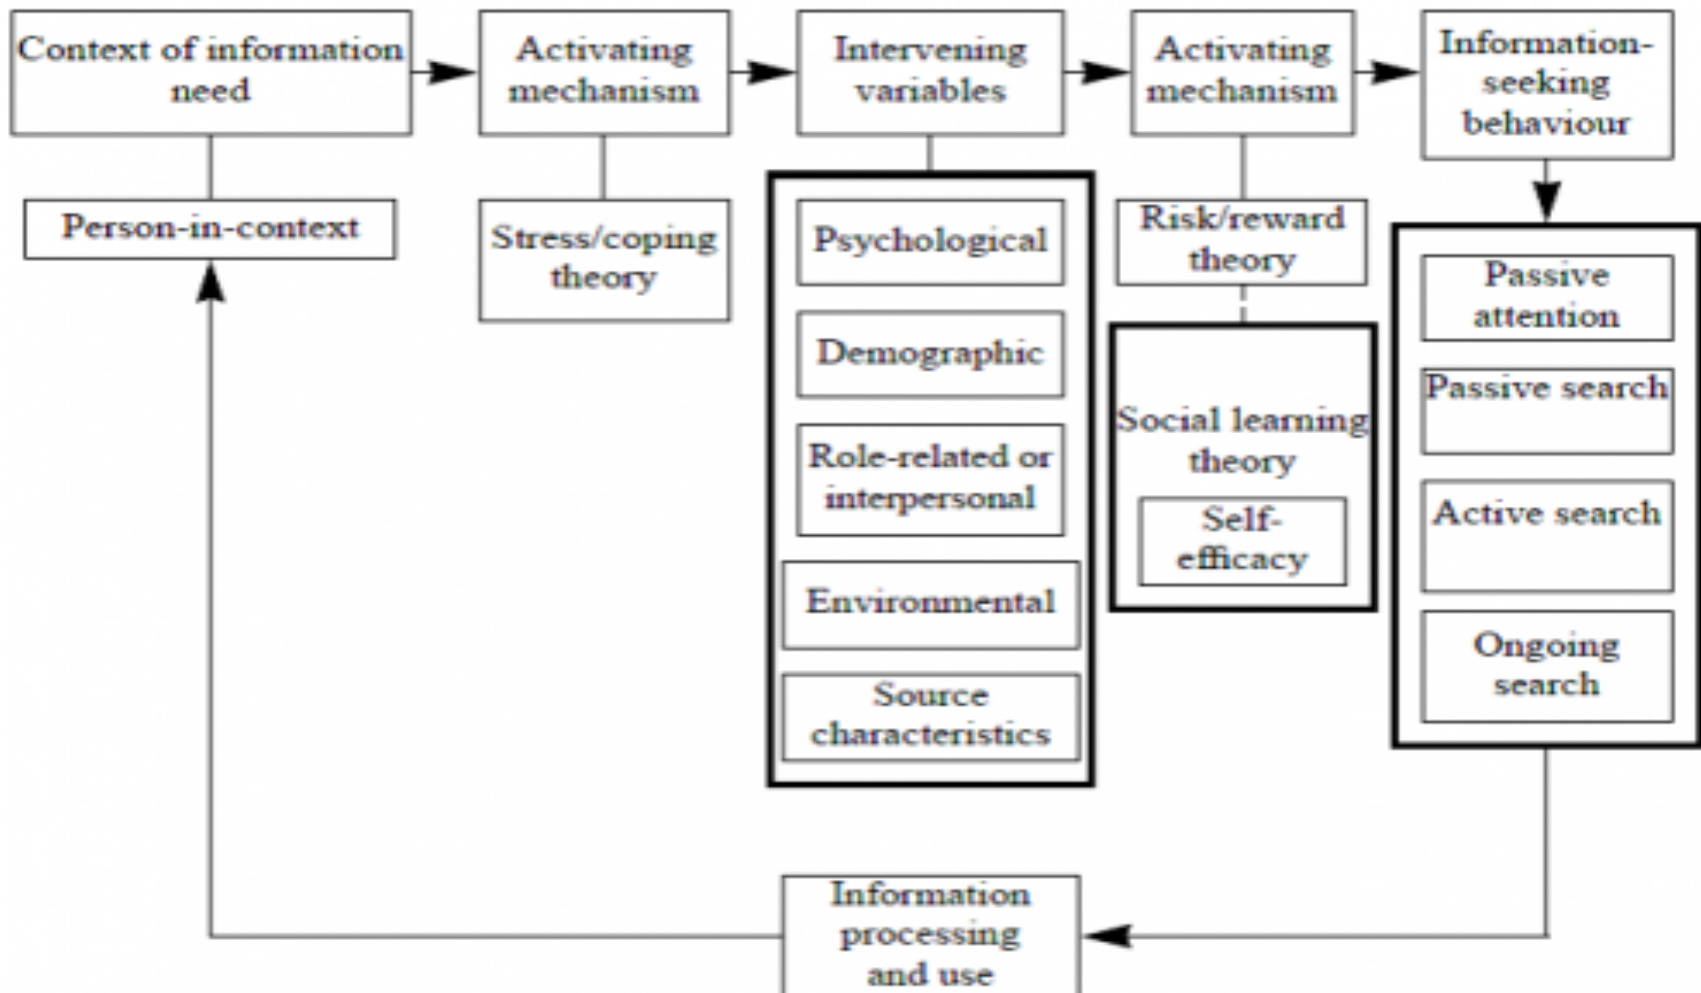 Context of information
need
Activating
mechanism
Intervening
variables
Activating
mechanism
Information-
seeking
behaviour
Person-in-context
Stress/coping
theory
Psychological
Demographic
Role-related or
interpersonal
Environmental
Source
characteristics
Risk/reward
theory
Social learning
theory
Self-
efficacy
Passive
attention
Passive search
Active search
Ongoing
search
Information
processing
and use